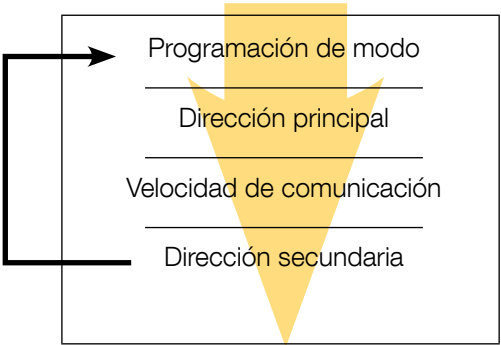 Programación de modo
Dirección principal
Velocidad de comunicación
Dirección secundaria